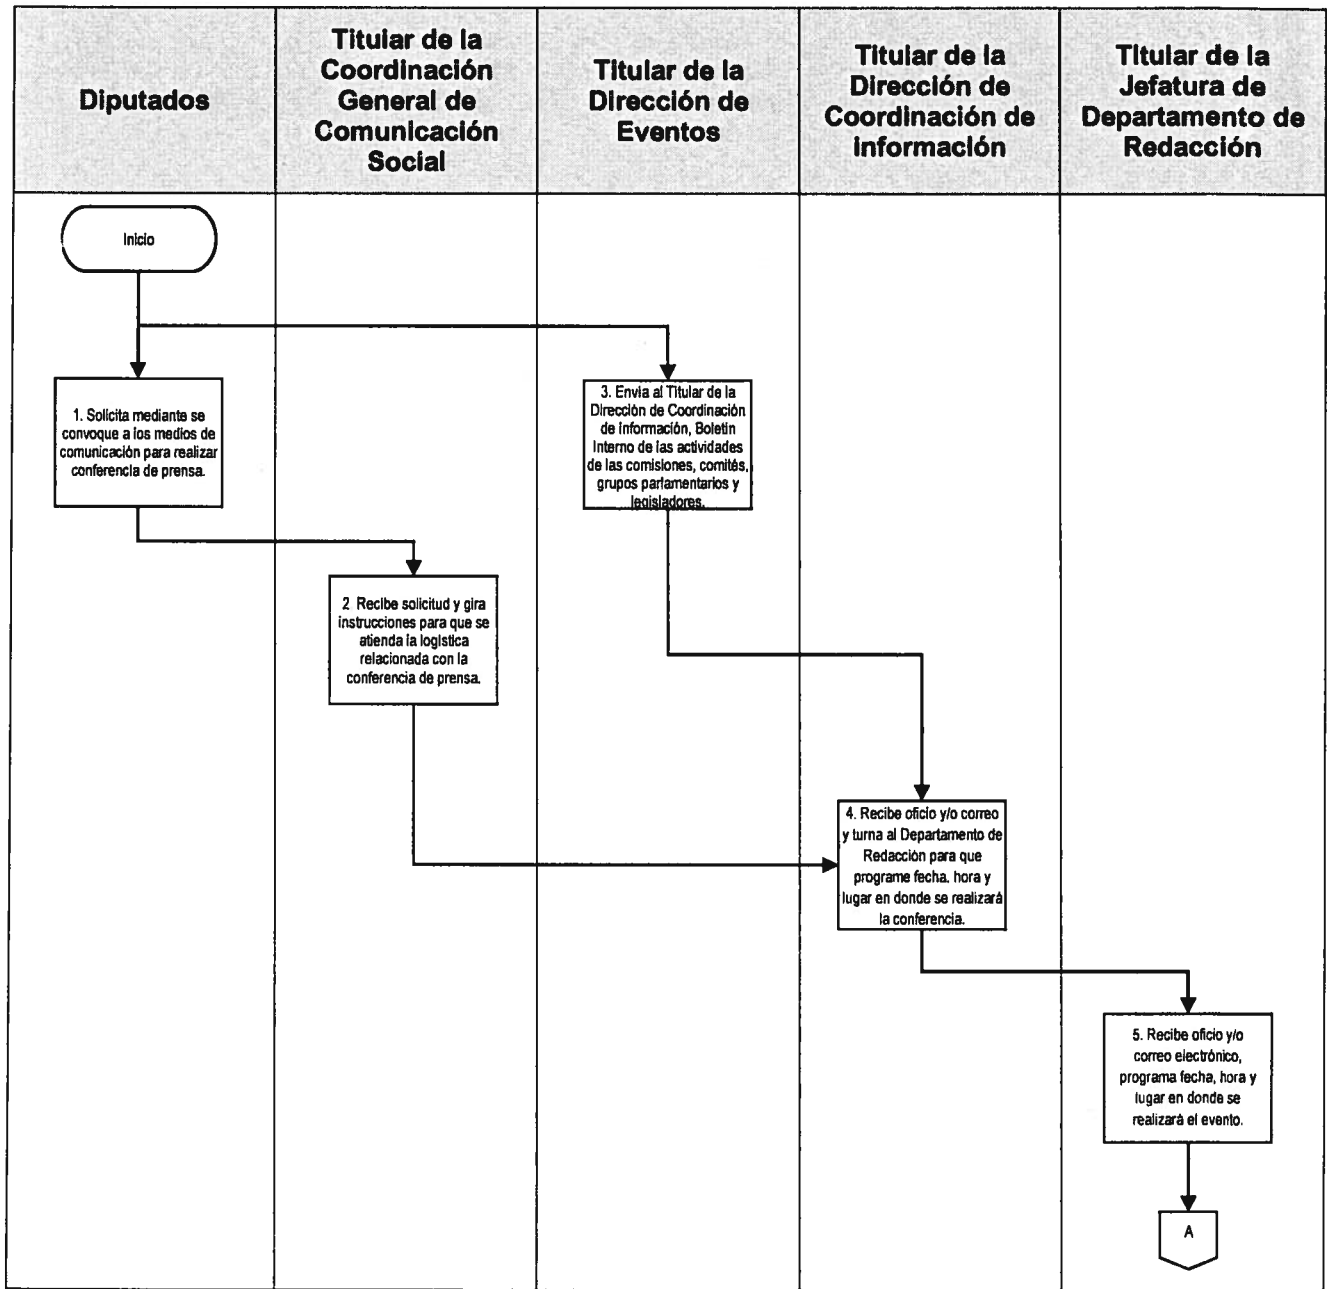 Diputados
Titular de la
Coordinación
General de
Comunicación
Social
Titular de la
Dirección de
Eventos
Titular de la
Dirección de
Coordinación de
Información
Titular de la
Jefatura de
Departamento de
Redacción
Inicio
1. Solicita mediante se
convoque a los medios de
comunicación para realizar
conferencia de prensa.
3. Envia al Titular de la
Dirección de Coordinación
de Información, Boletín
Interno de las actividades
de las comisiones, comités,
grupos parlamentarios y
legisladores.
2 Recibe solicitud y gira
instrucciones para que se
atienda la logística
relacionada con la
conferencia de prensa.
4. Recibe oficio y/o correo
y turna al Departamento de
Redacción para que
programe fecha, hora y
lugar en donde se realizará
la conferencia.
5. Recibe oficio y/o
correo electrónico,
programa fecha, hora y
lugar en donde se
realizará el evento.
A